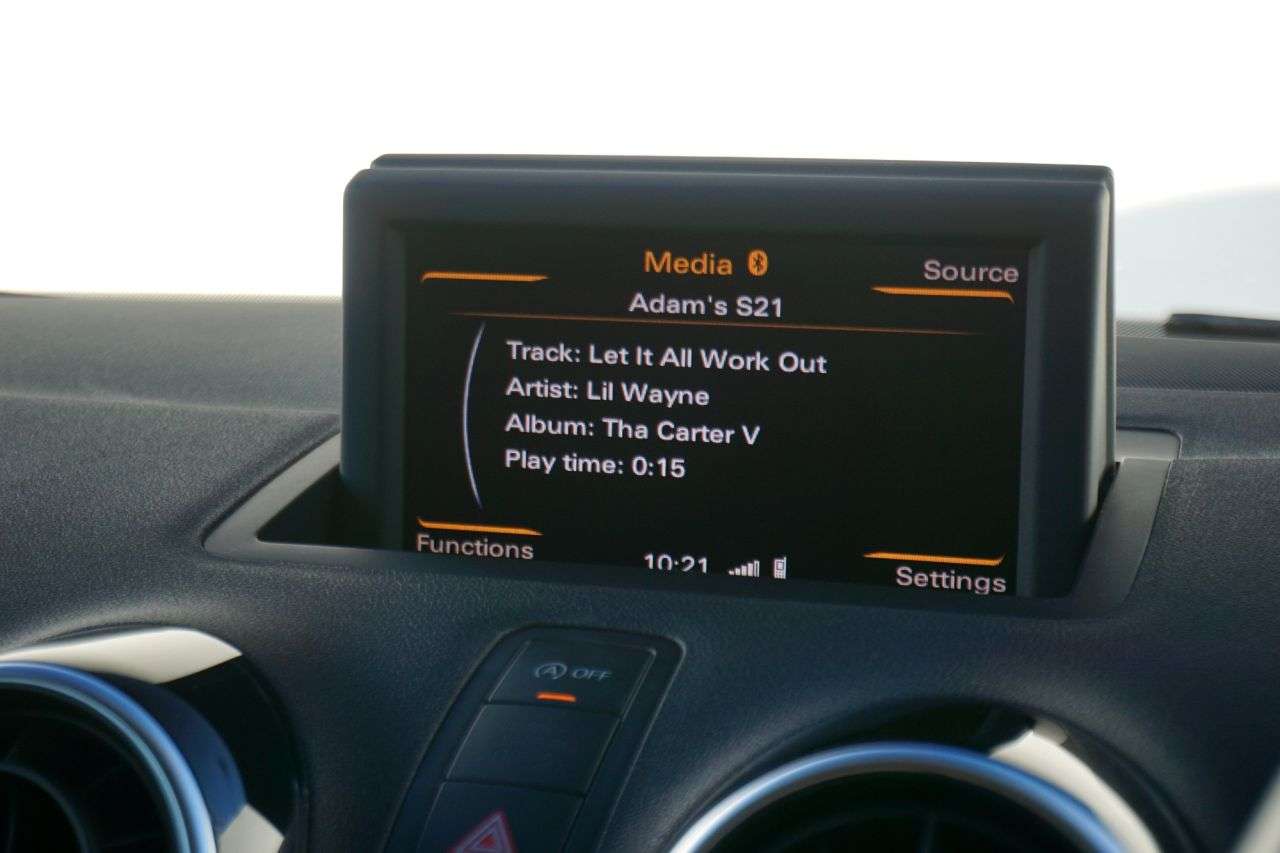 Media
Source
Adam's S21
Track: Let It All Work Out
Artist: Lil Wayne
Album: Tha Carter V
Play time: 0:15
Functions
10:21
Settings
A OFF